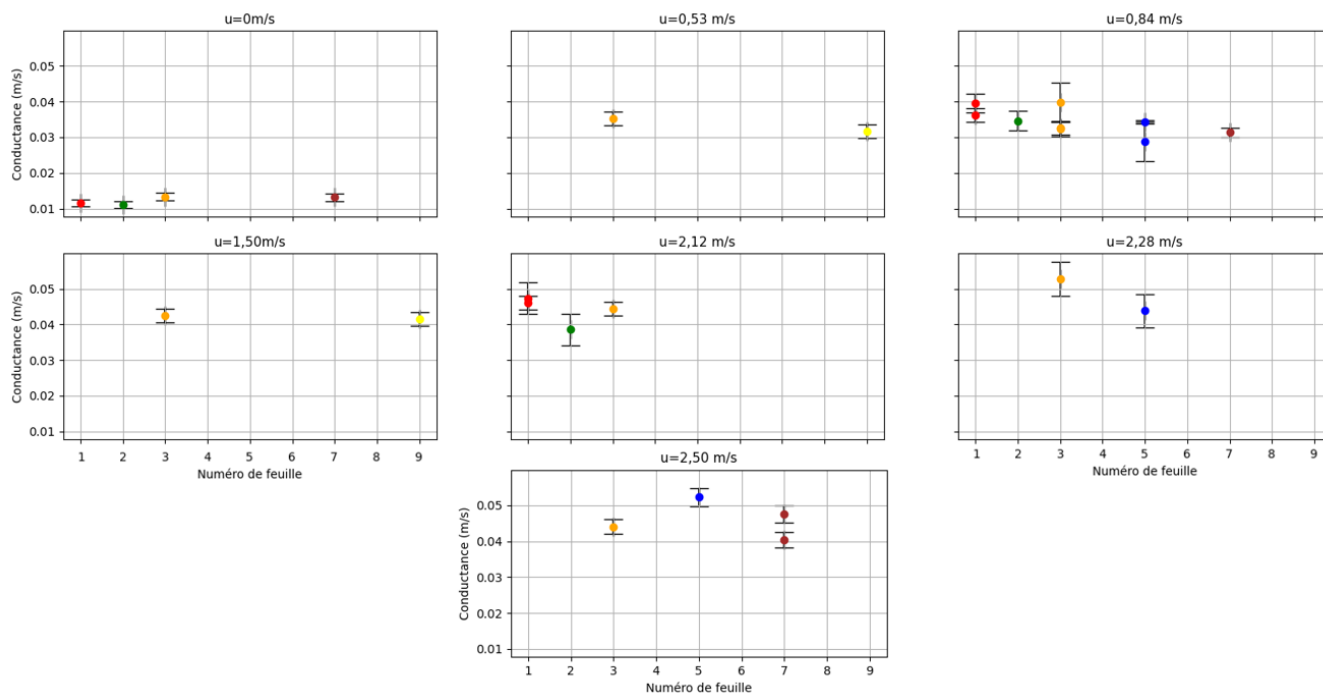 u=0m/s
u=0,53 m/s
u=0,84 m/s
Conductance (m/s)
0.05
0.04
0.03
0.02
0.01
u=1,50m/s
u=2,12 m/s
u=2,28 m/s
Conductance (m/s)
0.05
0.04
0.03
0.02
0.01
1 2 3 4 5 6 7 8 9
Numéro de feuille
1 2 3 4 5 6 7 8 9
Numéro de feuille
u=2,50 m/s
Conductance (m/s)
0.05
0.04
0.03
0.02
0.01
1 2 3 4 5 6 7 8 9
Numéro de feuille